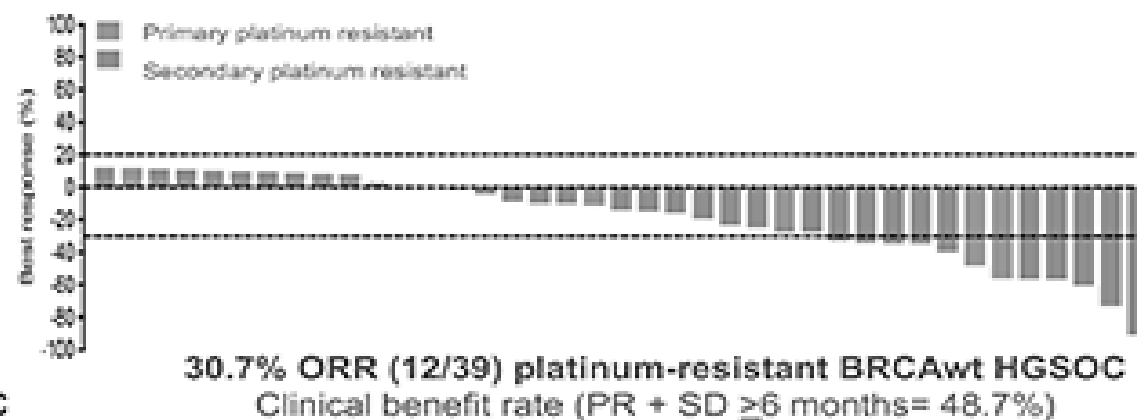 100
Primary platinum resistant
80
Secondary platinum resistant
60
40
20
0
-20
-40
-60
-80
-100
Best response (%)
30.7% ORR (12/39) platinum-resistant BRCAwt HGSOC
Clinical benefit rate (PR + SD ≥6 months= 48.7%)